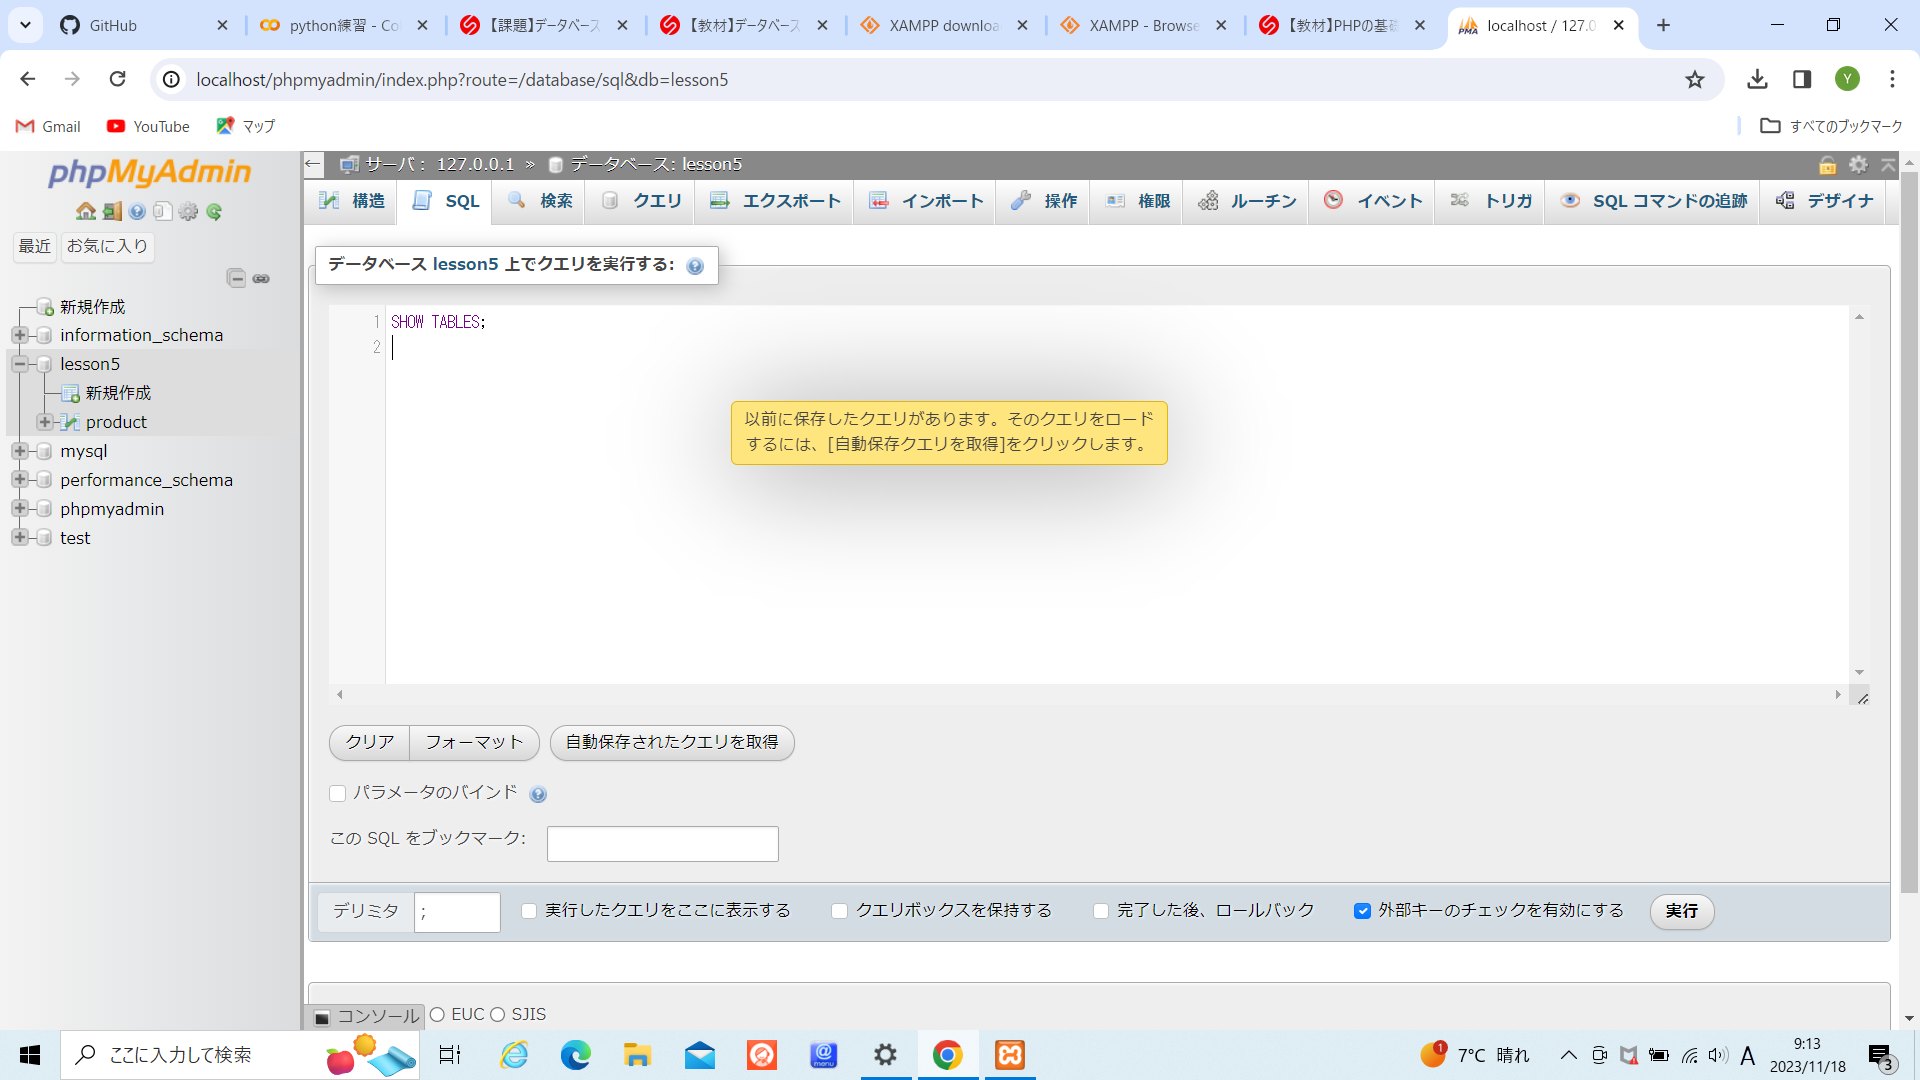 GitHub
python練習 - Co
【課題】データベース
【教材】データベース
XAMPP downloa
XAMPP - Browse
【教材】PHPの基礎
localhost / 127.0
localhost/phpmyadmin/index.php?route=/database/sql&db=lesson5
Y
Gmail
YouTube
マップ
すべてのブックマーク
phpMyAdmin
最近
お気に入り
新規作成
information_schema
lesson5
新規作成
product
mysql
performance_schema
phpmyadmin
test
サーバ: 127.0.0.1 » データベース: lesson5
構造
SQL
検索
クエリ
エクスポート
インポート
操作
権限
ルーチン
イベント
トリガ
SQL コマンドの追跡
デザイナ
データベース lesson5 上でクエリを実行する:
1 SHOW TABLES;
2
以前に保存したクエリがあります。そのクエリをロード
するには、[自動保存クエリを取得]をクリックします。
クリア
フォーマット
自動保存されたクエリを取得
パラメータのバインド
この SQL をブックマーク:
デリミタ
;
実行したクエリをここに表示する
クエリボックスを保持する
完了した後、ロールバック
外部キーのチェックを有効にする
実行
コンソール
EUC
SJIS
ここに入力して検索
@
menu
1
7°C 晴れ
A
9:13
2023/11/18
3